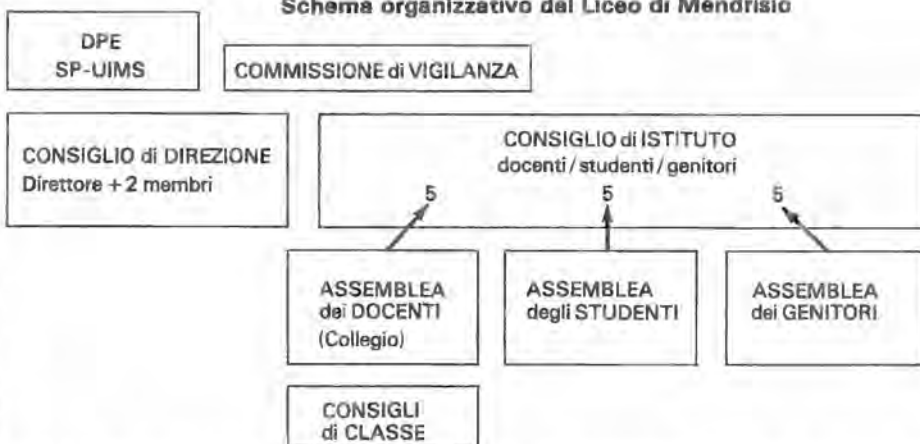 Schema organizzativo del Liceo di Mendrisio
DPE
SP-UIMS
COMMISSIONE di VIGILANZA
CONSIGLIO di DIREZIONE
Direttore + 2 membri
CONSIGLIO di ISTITUTO
docenti / studenti / genitori
5 5 5
ASSEMBLEA
dei DOCENTI
(Collegio)
ASSEMBLEA
degli STUDENTI
ASSEMBLEA
dei GENITORI
CONSIGLI
di CLASSE